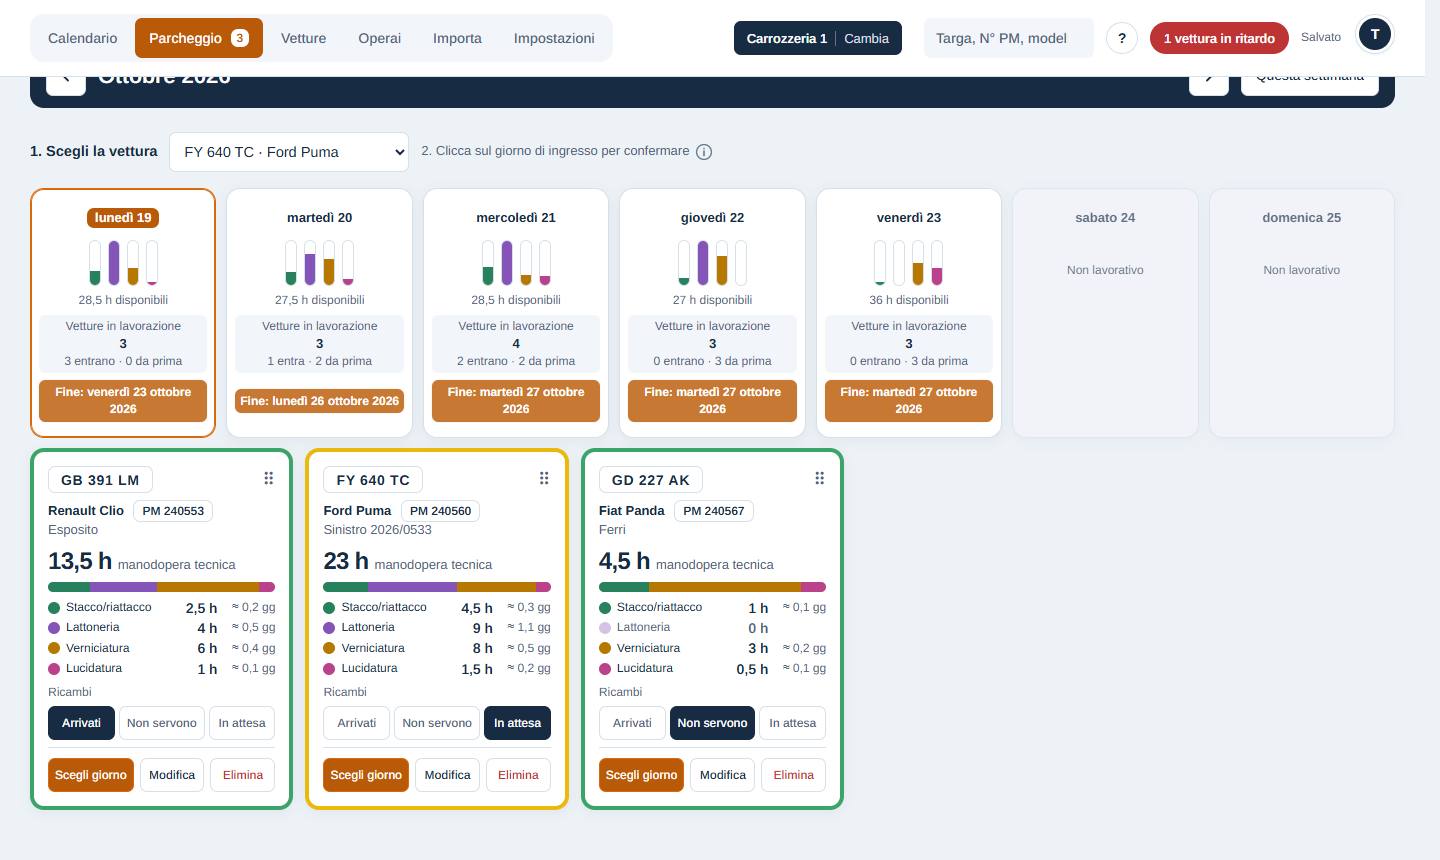 Calendario
Parcheggio 3
Vetture
Operai
Importa
Impostazioni
Carrozzeria 1
Cambia
Targa, N° PM, model
?
1 vettura in ritardo
Salvato
T
Ottobre 2026
Questa settimana
1. Scegli la vettura
FY 640 TC · Ford Puma
2. Clicca sul giorno di ingresso per confermare
lunedì 19
28,5 h disponibili
Vetture in lavorazione
3
3 entrano · 0 da prima
Fine: venerdì 23 ottobre
2026
martedì 20
27,5 h disponibili
Vetture in lavorazione
3
1 entra · 2 da prima
Fine: lunedì 26 ottobre 2026
mercoledì 21
28,5 h disponibili
Vetture in lavorazione
4
2 entrano · 2 da prima
Fine: martedì 27 ottobre
2026
giovedì 22
27 h disponibili
Vetture in lavorazione
3
0 entrano · 3 da prima
Fine: martedì 27 ottobre
2026
venerdì 23
36 h disponibili
Vetture in lavorazione
3
0 entrano · 3 da prima
Fine: martedì 27 ottobre
2026
sabato 24
Non lavorativo
domenica 25
Non lavorativo
GB 391 LM
Renault Clio PM 240553
Esposito
13,5 h manodopera tecnica
Stacco/riattacco 2,5 h ≈ 0,2 gg
Lattoneria 4 h ≈ 0,5 gg
Verniciatura 6 h ≈ 0,4 gg
Lucidatura 1 h ≈ 0,1 gg
Ricambi
Arrivati Non servono In attesa
Scegli giorno Modifica Elimina
FY 640 TC
Ford Puma PM 240560
Sinistro 2026/0533
23 h manodopera tecnica
Stacco/riattacco 4,5 h ≈ 0,3 gg
Lattoneria 9 h ≈ 1,1 gg
Verniciatura 8 h ≈ 0,5 gg
Lucidatura 1,5 h ≈ 0,2 gg
Ricambi
Arrivati Non servono In attesa
Scegli giorno Modifica Elimina
GD 227 AK
Fiat Panda PM 240567
Ferri
4,5 h manodopera tecnica
Stacco/riattacco 1 h ≈ 0,1 gg
Lattoneria 0 h
Verniciatura 3 h ≈ 0,2 gg
Lucidatura 0,5 h ≈ 0,1 gg
Ricambi
Arrivati Non servono In attesa
Scegli giorno Modifica Elimina